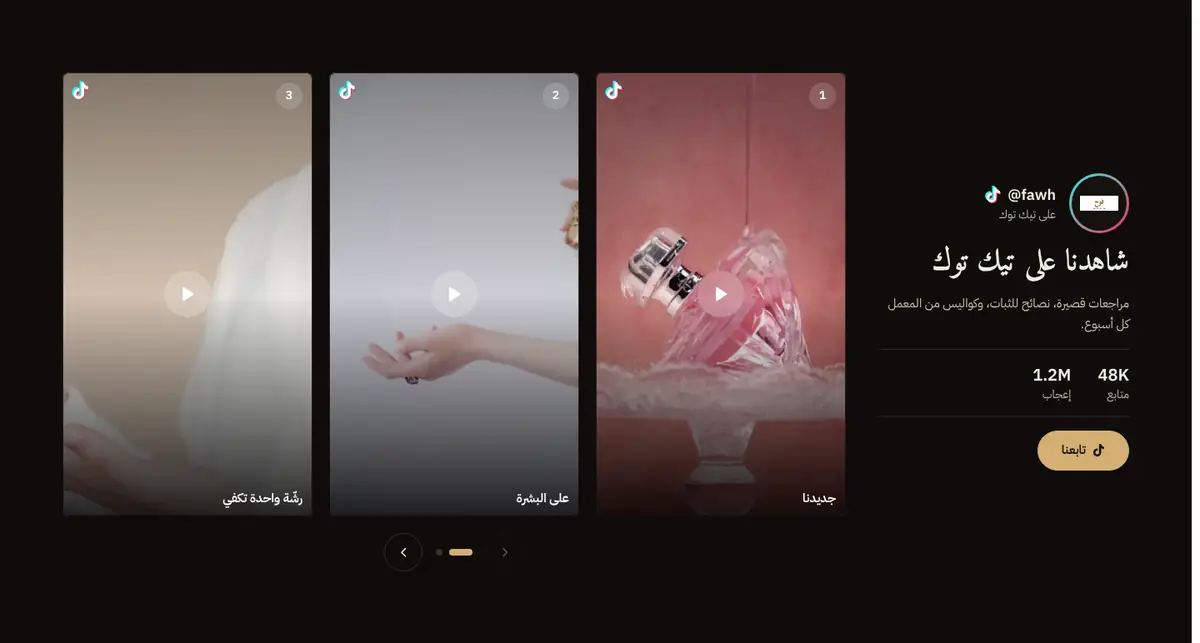 @fawh
على تيك توك
شاهدنا على تيك توك
مراجعات قصيرة، نصائح للثبات، وكواليس من المعمل
كل أسبوع.
48K
متابع
1.2M
إعجاب
تابعنا
1
جديدنا
2
على البشرة
3
رشّة واحدة تكفي